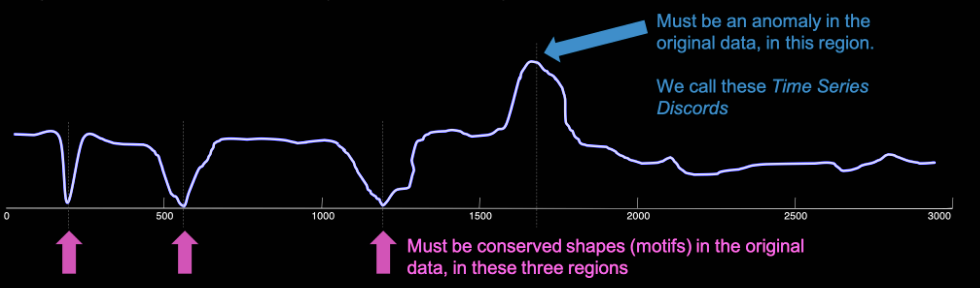 Must be an anomaly in the
original data, in this region.
We call these Time Series
Discords
0 500 1000 1500 2000 2500 3000
Must be conserved shapes (motifs) in the original
data, in these three regions